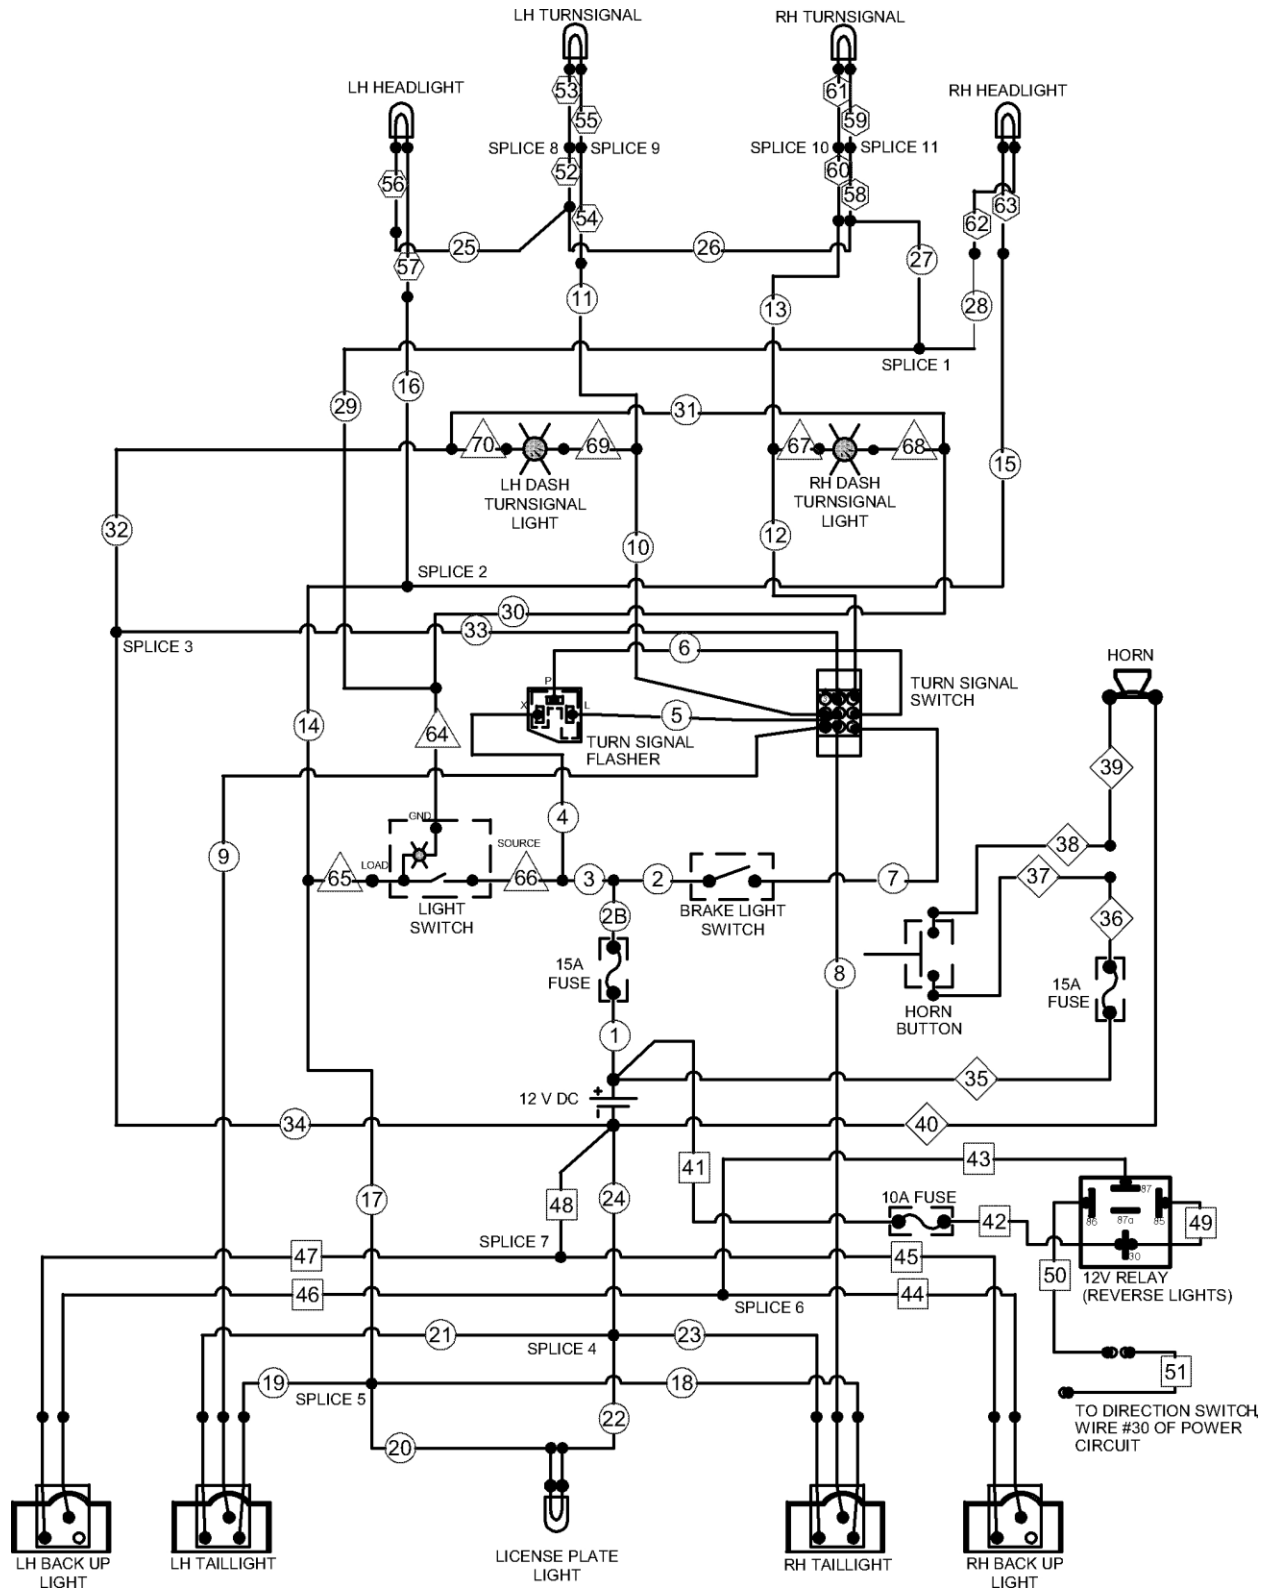 LH TURNSIGNAL
RH TURNSIGNAL
LH HEADLIGHT
RH HEADLIGHT
53
61
55
59
SPLICE 8
SPLICE 9
SPLICE 10
SPLICE 11
52
60
56
58
54
63
62
25
26
27
57
11
13
28
SPLICE 1
16
29
31
70
69
67
68
LH DASH
TURNSIGNAL
LIGHT
RH DASH
TURNSIGNAL
LIGHT
15
32
10
12
SPLICE 2
30
33
SPLICE 3
6
HORN
P
X
L
TURN SIGNAL
SWITCH
5
14
64
TURN SIGNAL
FLASHER
39
GND
4
38
9
LOAD
SOURCE
65
66
3
2
7
37
LIGHT
SWITCH
BRAKE LIGHT
SWITCH
2B
36
15A
FUSE
8
15A
FUSE
HORN
BUTTON
1
35
12 V DC
+
-
34
40
41
43
17
48
24
10A FUSE
42
87
86
87a
85
49
30
SPLICE 7
47
45
50
12V RELAY
(REVERSE LIGHTS)
46
44
SPLICE 6
21
23
SPLICE 4
51
19
SPLICE 5
18
22
TO DIRECTION SWITCH,
WIRE #30 OF POWER
CIRCUIT
20
LH BACK UP
LIGHT
LH TAILLIGHT
LICENSE PLATE
LIGHT
RH TAILLIGHT
RH BACK UP
LIGHT